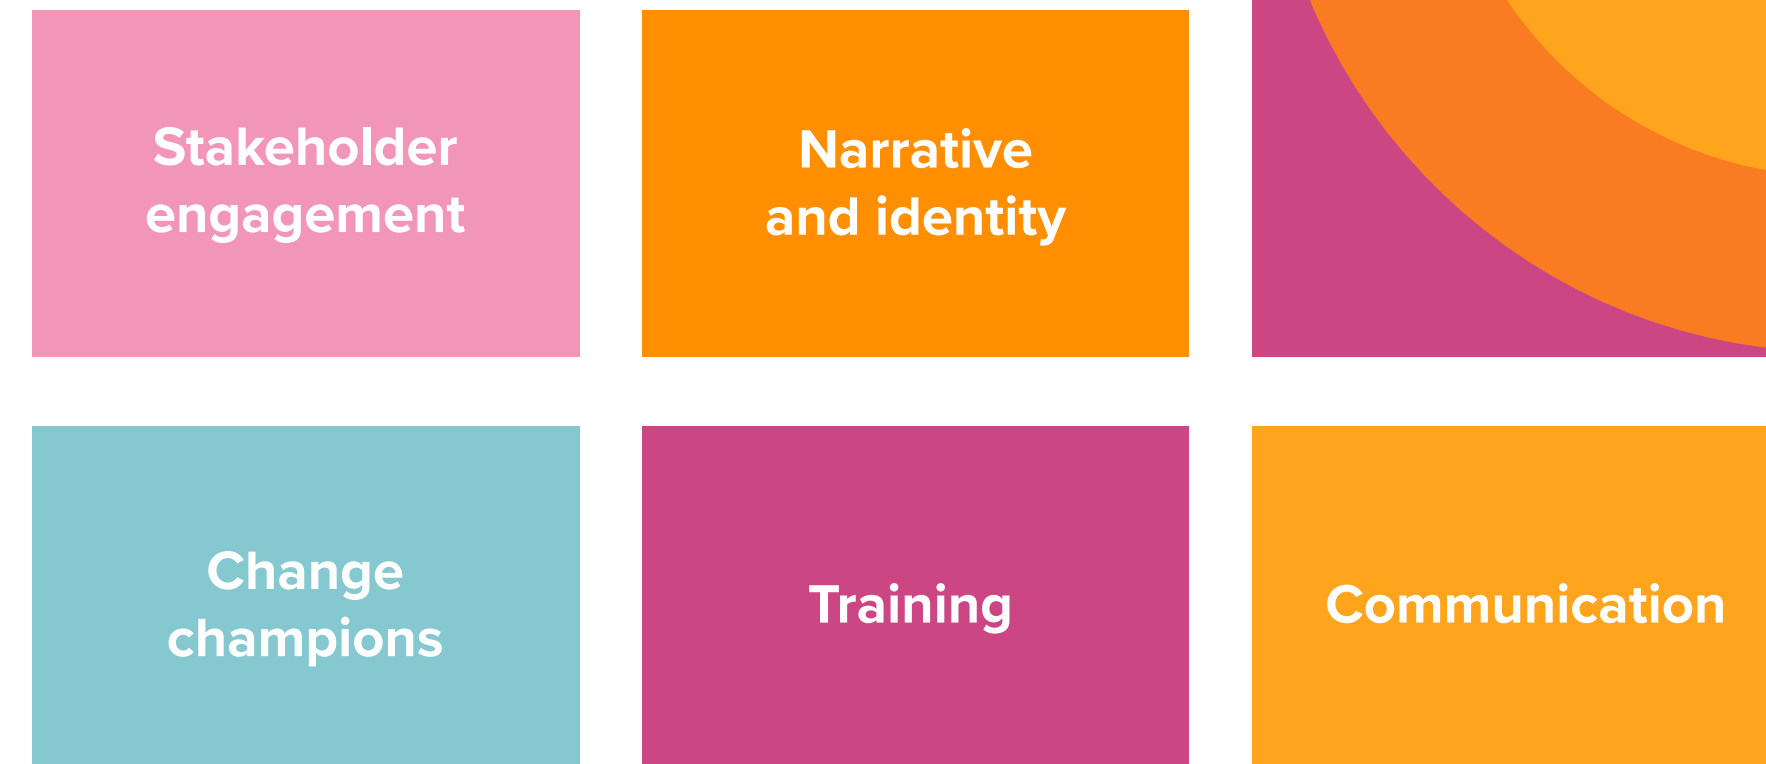 Stakeholder
engagement
Narrative
and identity
Change
champions
Training
Communication